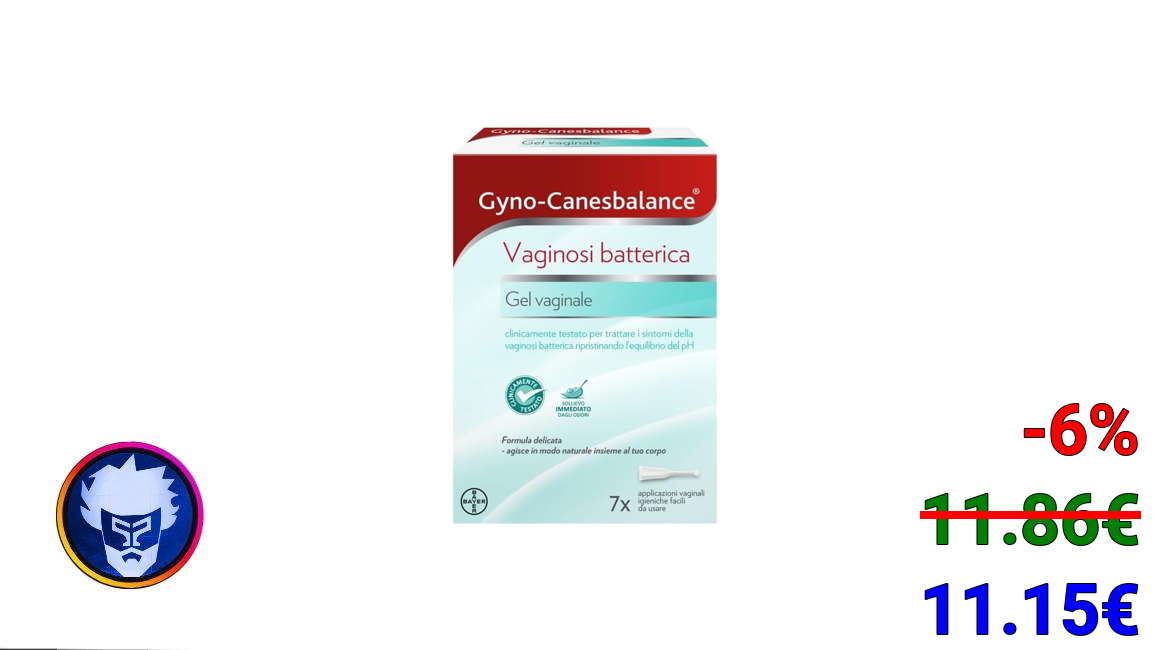 Gyno-Canesbalance
Gel vaginale
Gyno-Canesbalance®
Vaginosi batterica
Gel vaginale
clinicamente testato per trattare i sintomi della
vaginosi batterica ripristinando l'equilibrio del pH
CLINICAMENTE
TESTATO
SOLLIEVO
IMMEDIATO
DAGLI ODORI
Formula delicata
- agisce in modo naturale insieme al tuo corpo
BAYER
BAYER
7x
applicazioni vaginali
igieniche facili
da usare
-6%
11.86€
11.15€